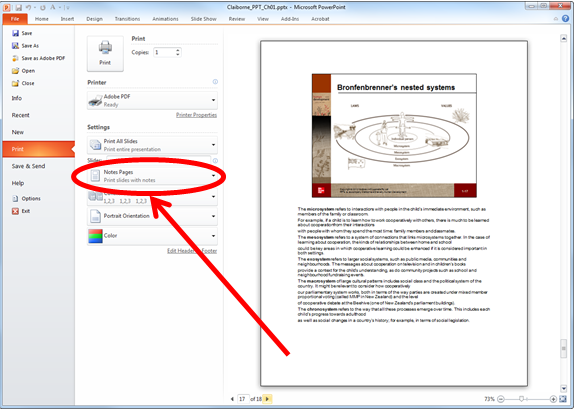 Claiborne_PPT_Ch01.pptx - Microsoft PowerPoint
File Home Insert Design Transitions Animations Slide Show Review View Add-Ins Acrobat
Save
Save As
Save as Adobe PDF
Open
Close
Info
Recent
New
Print
Save & Send
Help
Options
Exit
Print
Copies: 1
Print
Printer
Adobe PDF
Ready
Printer Properties
Settings
Print All Slides
Print entire presentation
Slides:
Notes Pages
Print slides with notes
1,2,3 1,2,3 1,2,3
Portrait Orientation
Color
Edit Header & Footer
Bronfenbrenner's nested systems
The microsystem refers to interactions with people in the child's immediate environment, such as
members of the family or classroom.
For example, if a child is to learn how to work cooperatively with others, there is much to be learned
about cooperation from their interactions
with people with whom they spend the most time: family members and classmates.
The mesosystem refers to a system of connections that links microsystems together. In the case of
learning about cooperation, the kinds of relationships between home and school
could be key areas in which cooperative learning could be enhanced if it is considered important in
both settings.
The exosystem refers to larger social systems, such as public media, communities and
neighbourhoods. The messages about cooperation on television and in children's books
provide a context for the child's understanding, as do community projects such as school and
neighbourhood fundraising events.
The macrosystem of large cultural patterns includes social class and the political system of the
country. It might be relevant to consider how cooperatively
our parliamentary system works, both in terms of the way parties are created under mixed member
proportional voting (called MMP in New Zealand) and the level
of cooperative debate at the Beehive (one of New Zealand's parliament buildings).
The chronosystem refers to the way that all these processes emerge over time. This includes each
child's progress towards adulthood
as well as social changes in a country's history, for example, in terms of social legislation.
17 of 18
73%